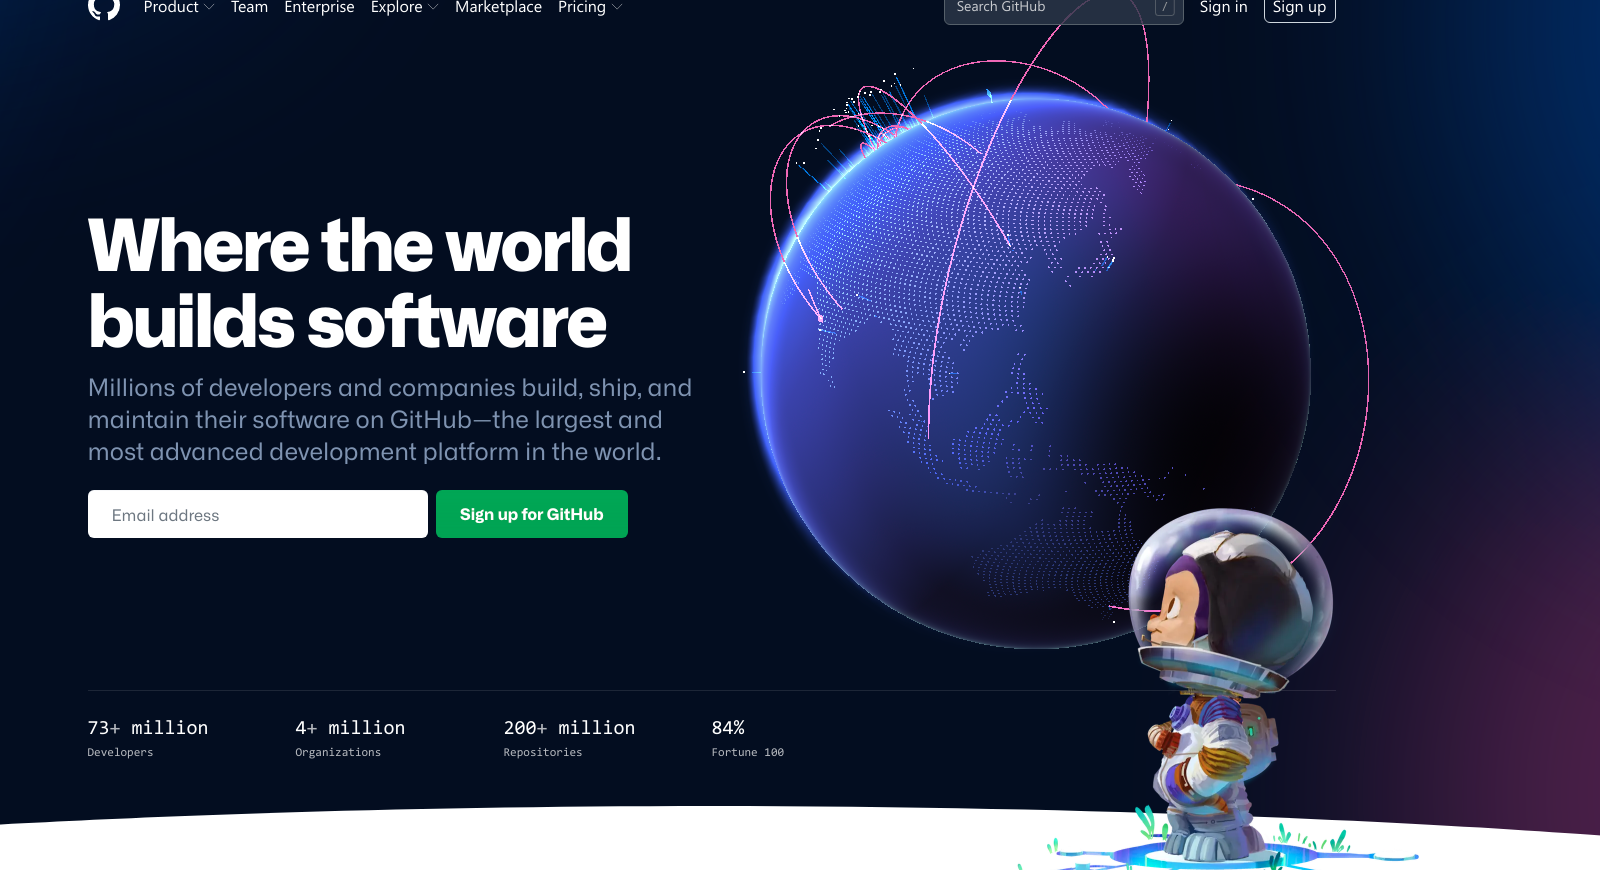 Product Team Enterprise Explore Marketplace Pricing Search GitHub / Sign in Sign up
Where the world
builds software
Millions of developers and companies build, ship, and
maintain their software on GitHub—the largest and
most advanced development platform in the world.
Email address Sign up for GitHub
73+ million 4+ million 200+ million 84%
Developers Organizations Repositories Fortune 100